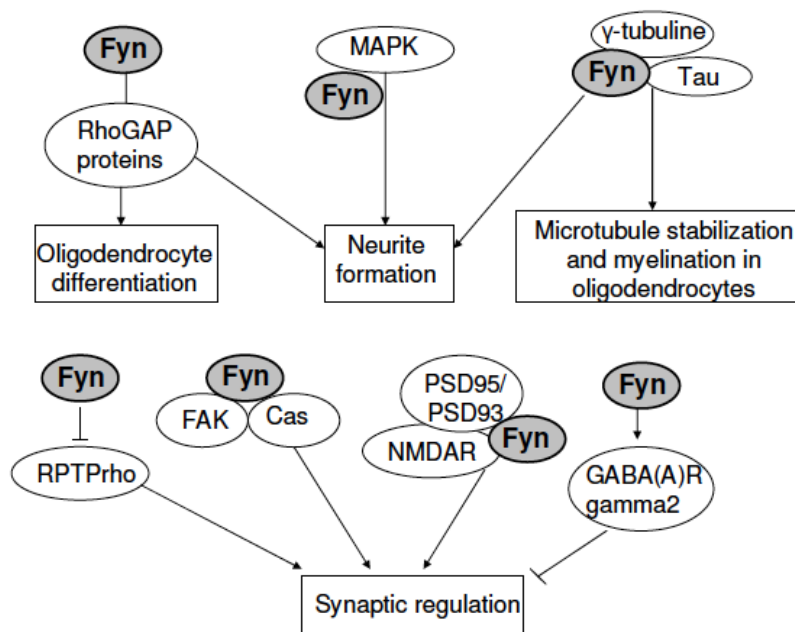 Fyn
MAPK
γ-tubuline
Fyn
Fyn
Tau
RhoGAP
proteins
Oligodendrocyte
differentiation
Neurite
formation
Microtubule stabilization
and myelination in
oligodendrocytes
Fyn
Fyn
PSD95/
PSD93
Fyn
FAK
Cas
NMDAR
Fyn
RPTPrho
GABA(A)R
gamma2
Synaptic regulation